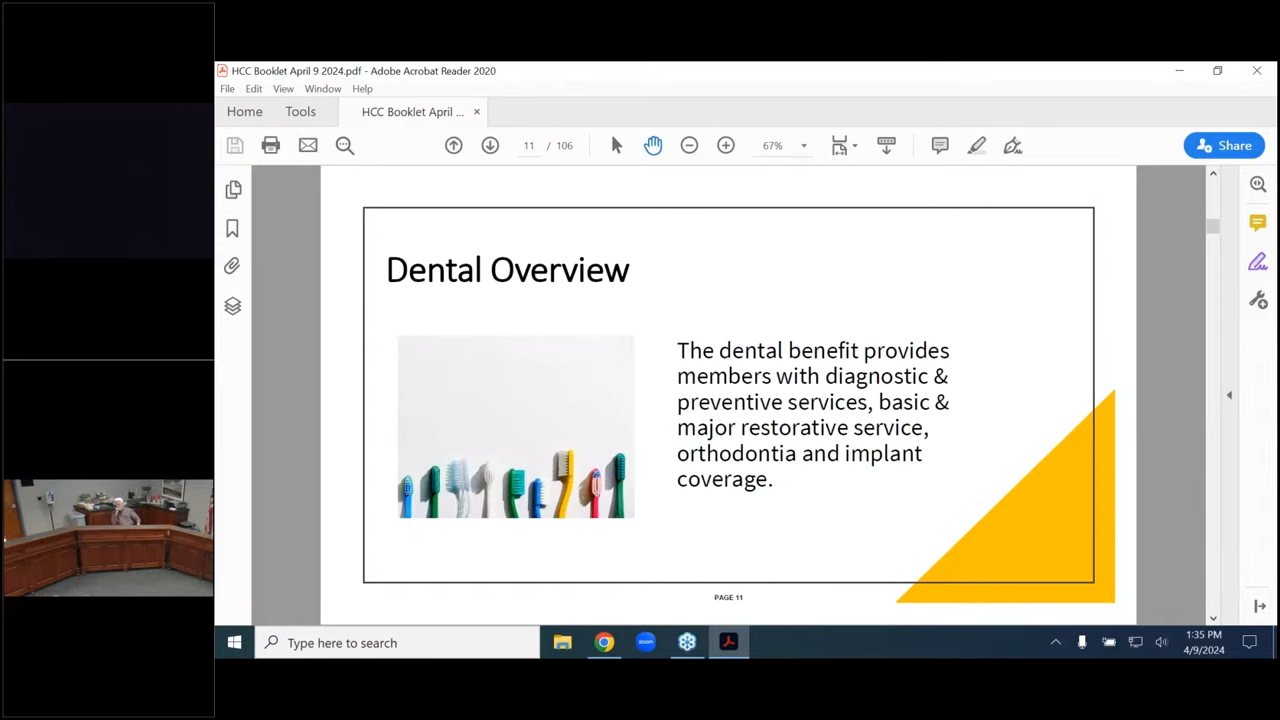 HCC Booklet April 9 2024.pdf - Adobe Acrobat Reader 2020
File Edit View Window Help
Home Tools HCC Booklet April ... ×
11 / 106 67% Share
Dental Overview
The dental benefit provides
members with diagnostic &
preventive services, basic &
major restorative service,
orthodontia and implant
coverage.
PAGE 11
Type here to search
zoom
1:35 PM
4/9/2024